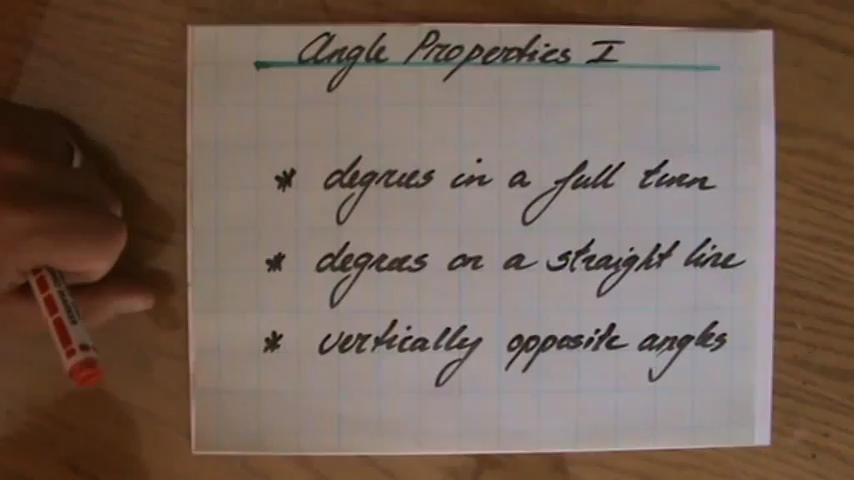 Angle Properties I
* degrees in a full turn
* degrees on a straight line
* vertically opposite angles